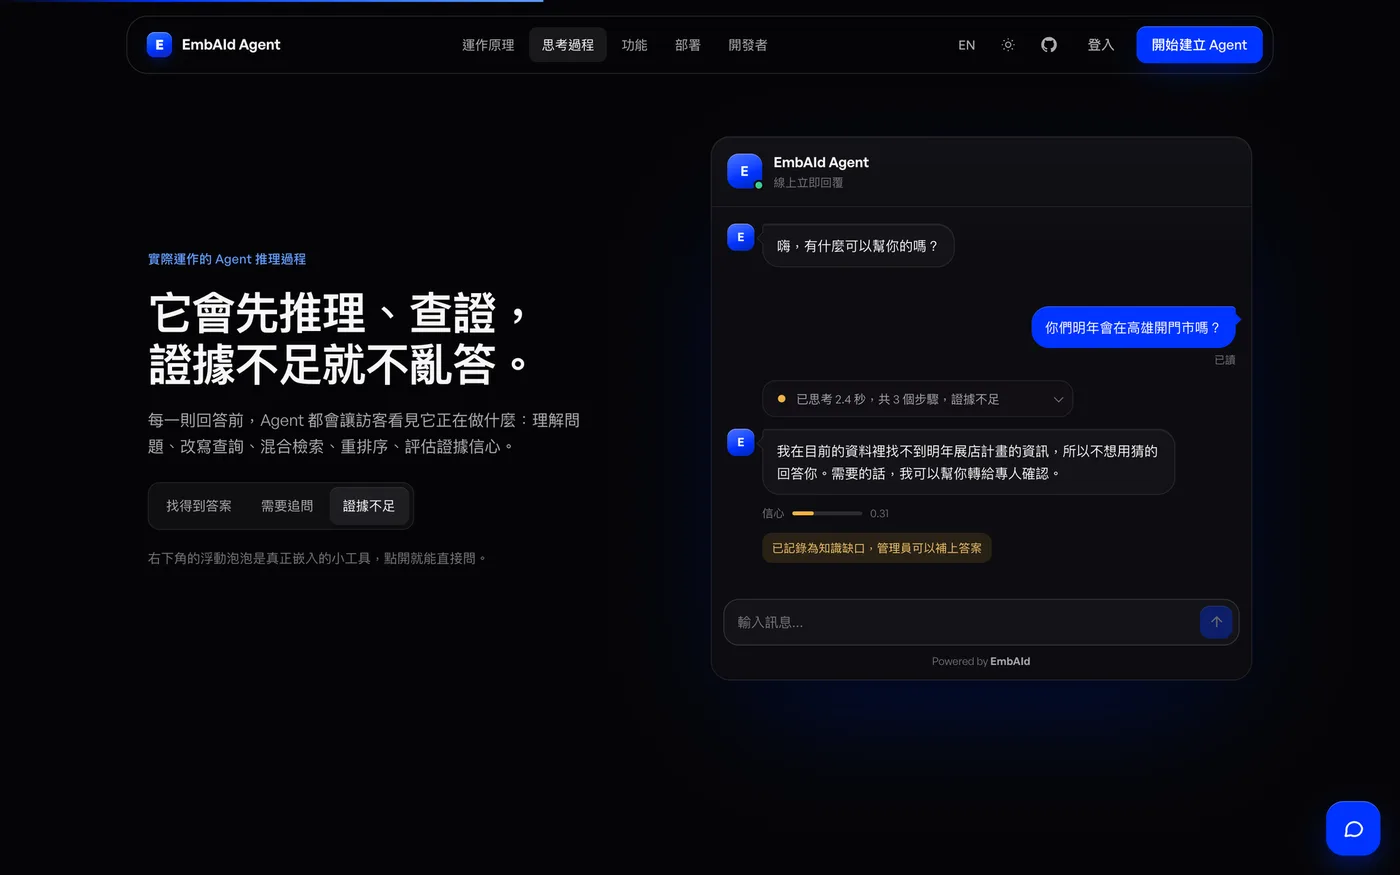 E EmbAId Agent
運作原理 思考過程 功能 部署 開發者
EN 登入 開始建立 Agent
實際運作的 Agent 推理過程
它會先推理、查證，
證據不足就不亂答。
每一則回答前，Agent 都會讓訪客看見它正在做什麼：理解問
題、改寫查詢、混合檢索、重排序、評估證據信心。
找得到答案 需要追問 證據不足
右下角的浮動泡泡是真正嵌入的小工具，點開就能直接問。
E EmbAId Agent
線上立即回覆
E 嗨，有什麼可以幫你的嗎？
你們明年會在高雄開門市嗎？
已讀
已思考 2.4 秒，共 3 個步驟，證據不足
E 我在目前的資料裡找不到明年展店計畫的資訊，所以不想用猜的
回答你。需要的話，我可以幫你轉給專人確認。
信心 0.31
已記錄為知識缺口，管理員可以補上答案
輸入訊息...
Powered by EmbAId